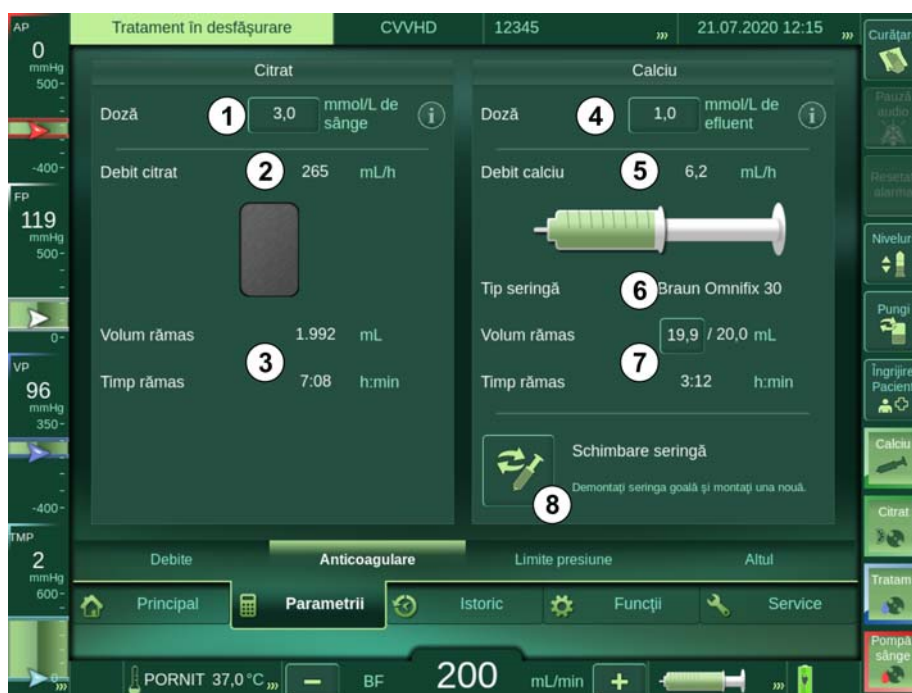 Tratament în desfășurare CVVHD 12345 21.07.2020 12:15
AP
0
mmHg
500
-400
FP
119
mmHg
500
0
VP
96
mmHg
350
-400
TMP
2
mmHg
600
0
Citrat
Doză 1 3,0 mmol/L de sânge i
Debit citrat 2 265 mL/h
Volum rămas 1.992 mL
3
Timp rămas 7:08 h:min
Calciu
Doză 4 1,0 mmol/L de efluent i
Debit calciu 5 6,2 mL/h
Tip seringă 6 Braun Omnifix 30
Volum rămas 19,9 / 20,0 mL
7
Timp rămas 3:12 h:min
Schimbare seringă
Demontați seringa goală și montați una nouă.
8
Debite Anticoagulare Limite presiune Altul
Principal Parametrii Istoric Funcții Service
PORNIT 37,0 °C BF 200 mL/min
Curățar
Pauză
audio
Resetar
alarma
Nivelur
Pungi
Îngrijire
Pacient
Calciu
Citrat
Tratam
Pompă
sânge